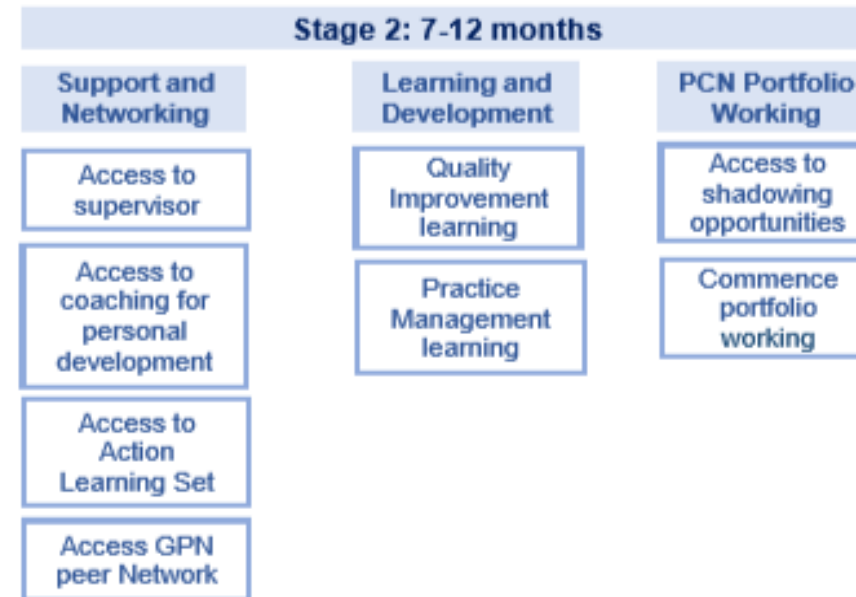 Stage 2: 7-12 months
Support and
Networking
Access to
supervisor
Access to
coaching for
personal
development
Access to
Action
Learning Set
Access GPN
peer Network
Learning and
Development
Quality
Improvement
learning
Practice
Management
learning
PCN Portfolio
Working
Access to
shadowing
opportunities
Commence
portfolio
working